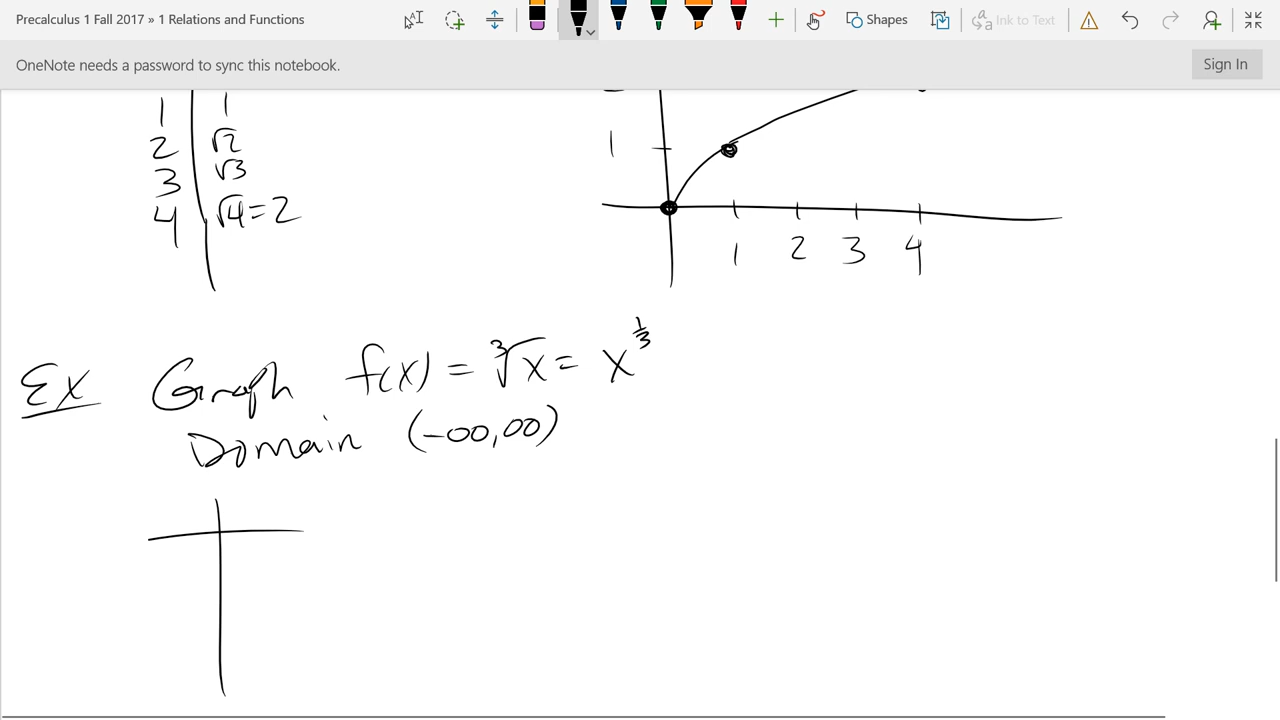 Precalculus 1 Fall 2017 » 1 Relations and Functions
Ink to Text
Shapes
OneNote needs a password to sync this notebook.
Sign In
1 1
2 √2
3 √3
4 √4=2
1
1 2 3 4
Ex Graph f(x) = ∛x = x^{1/3}
Domain (-∞,∞)